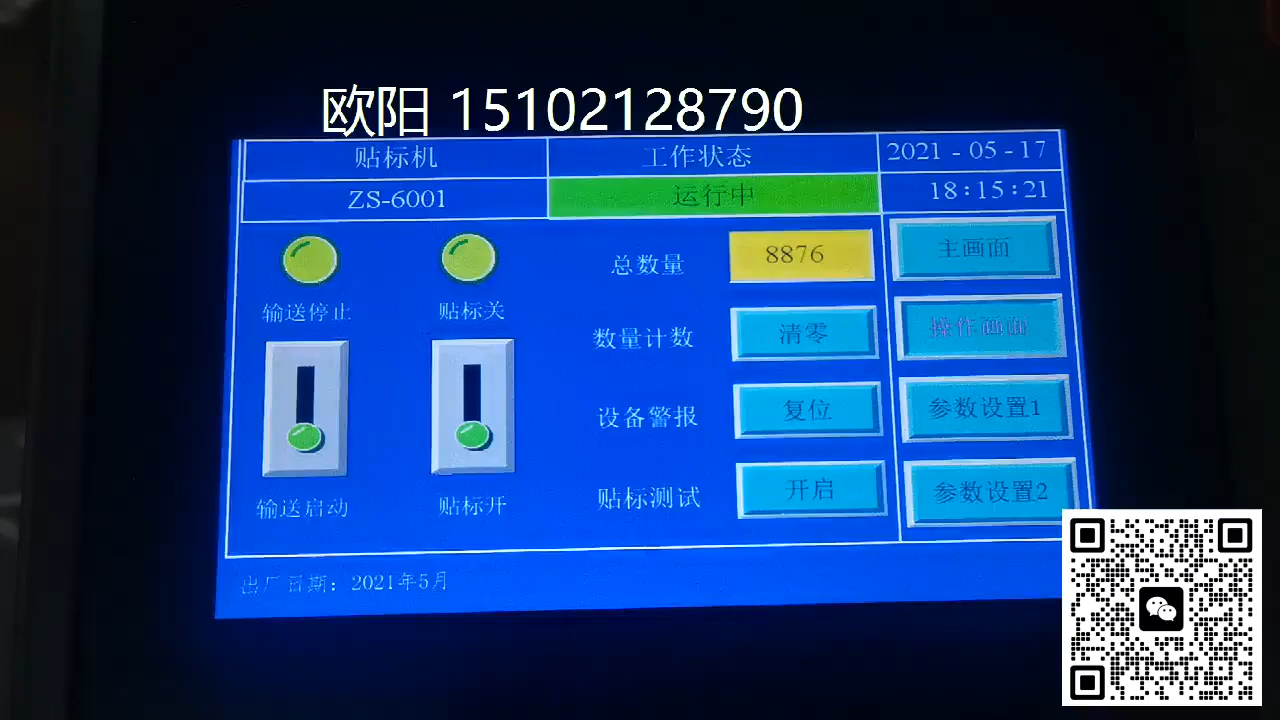 欧阳 15102128790
贴标机 工作状态 2021-05-17
ZS-6001 运行中 18:15:21
总数量 8876 主画面
输送停止 贴标关
数量计数 清零 操作画面
设备警报 复位 参数设置1
输送启动 贴标开 贴标测试 开启 参数设置2
出厂日期：2021年5月